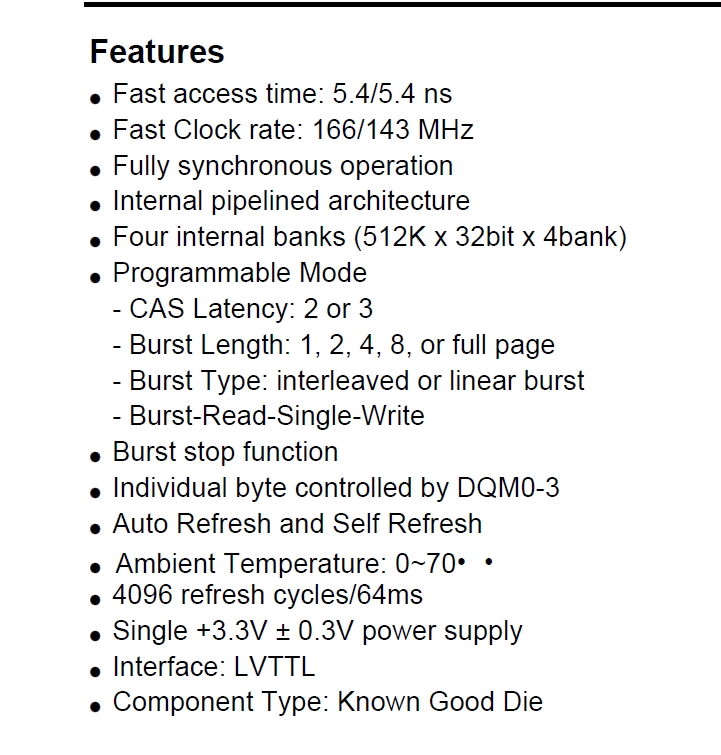 Features
● Fast access time: 5.4/5.4 ns
● Fast Clock rate: 166/143 MHz
● Fully synchronous operation
● Internal pipelined architecture
● Four internal banks (512K x 32bit x 4bank)
● Programmable Mode
- CAS Latency: 2 or 3
- Burst Length: 1, 2, 4, 8, or full page
- Burst Type: interleaved or linear burst
- Burst-Read-Single-Write
● Burst stop function
● Individual byte controlled by DQM0-3
● Auto Refresh and Self Refresh
● Ambient Temperature: 0~70• •
● 4096 refresh cycles/64ms
● Single +3.3V ± 0.3V power supply
● Interface: LVTTL
● Component Type: Known Good Die